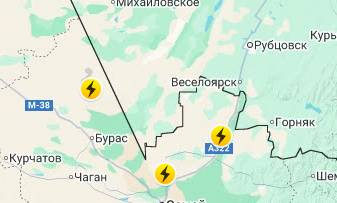 Михайловское
Курь
Рубцовск
Веселоярск
М-38
Горняк
Бурас
А322
Курчатов
Чаган
Шем